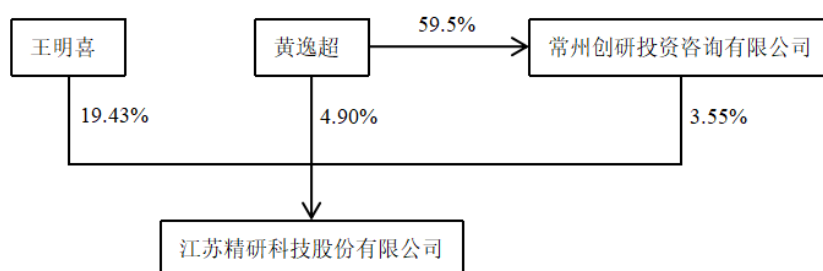 59.5%
王明喜
黄逸超
常州创研投资咨询有限公司
19.43%
4.90%
3.55%
江苏精研科技股份有限公司